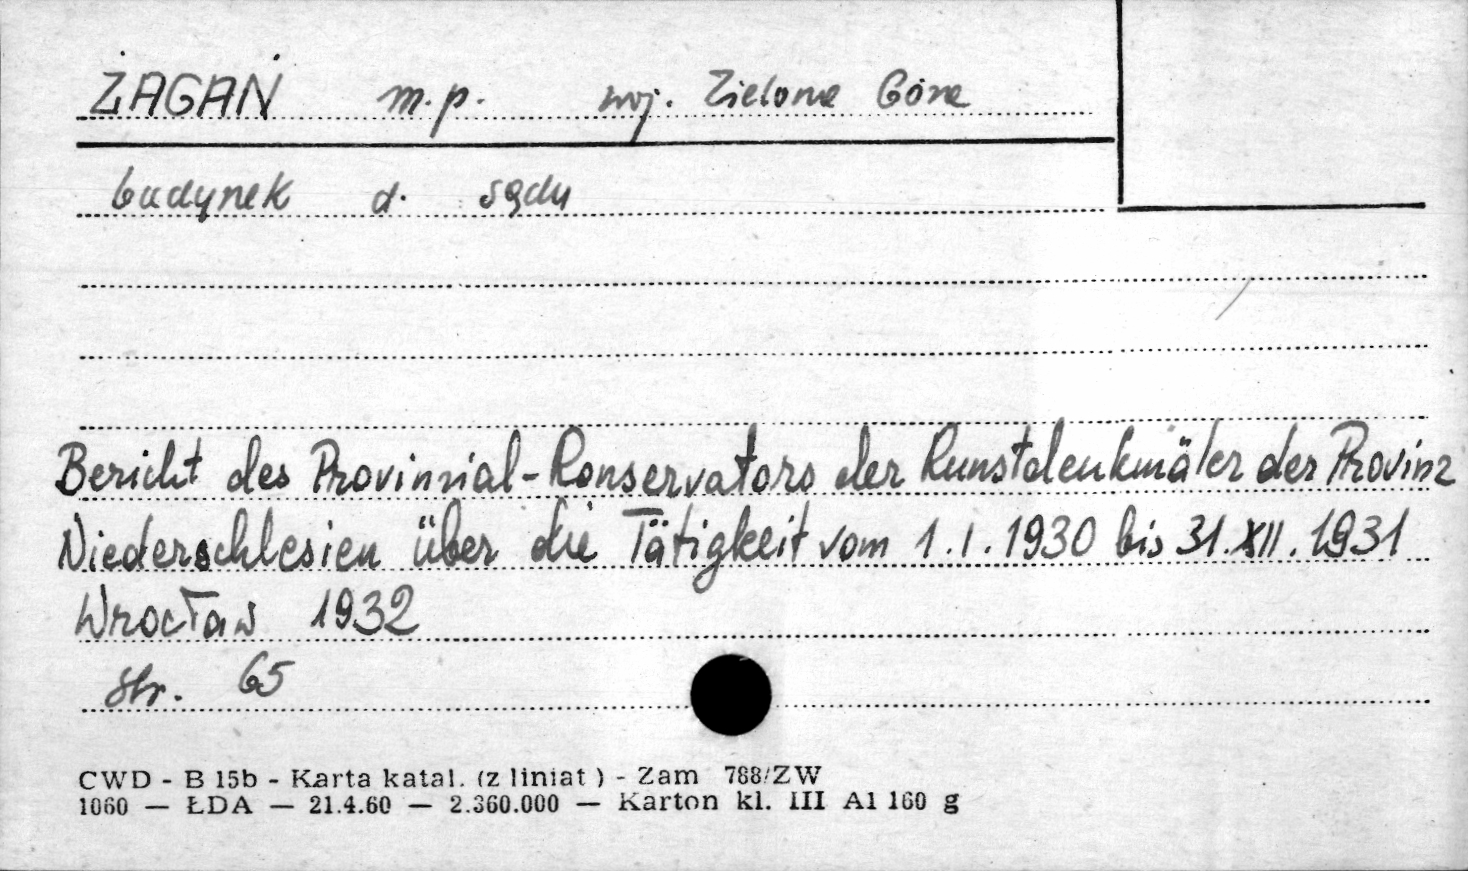 ŻAGAŃ m.p. woj. Zielona Góra
budynek d. sądu
Bericht des Provinzial-Konservators der Kunstdenkmäler der Provinz
Niederschlesien über die Tätigkeit vom 1.I.1930 bis 31.XII.1931
Wrocław 1932
str. 65
CWD - B 15b - Karta katal. (z liniat ) - Zam 788/ZW
1060 — ŁDA — 21.4.60 — 2.360.000 — Karton kl. III A1 160 g